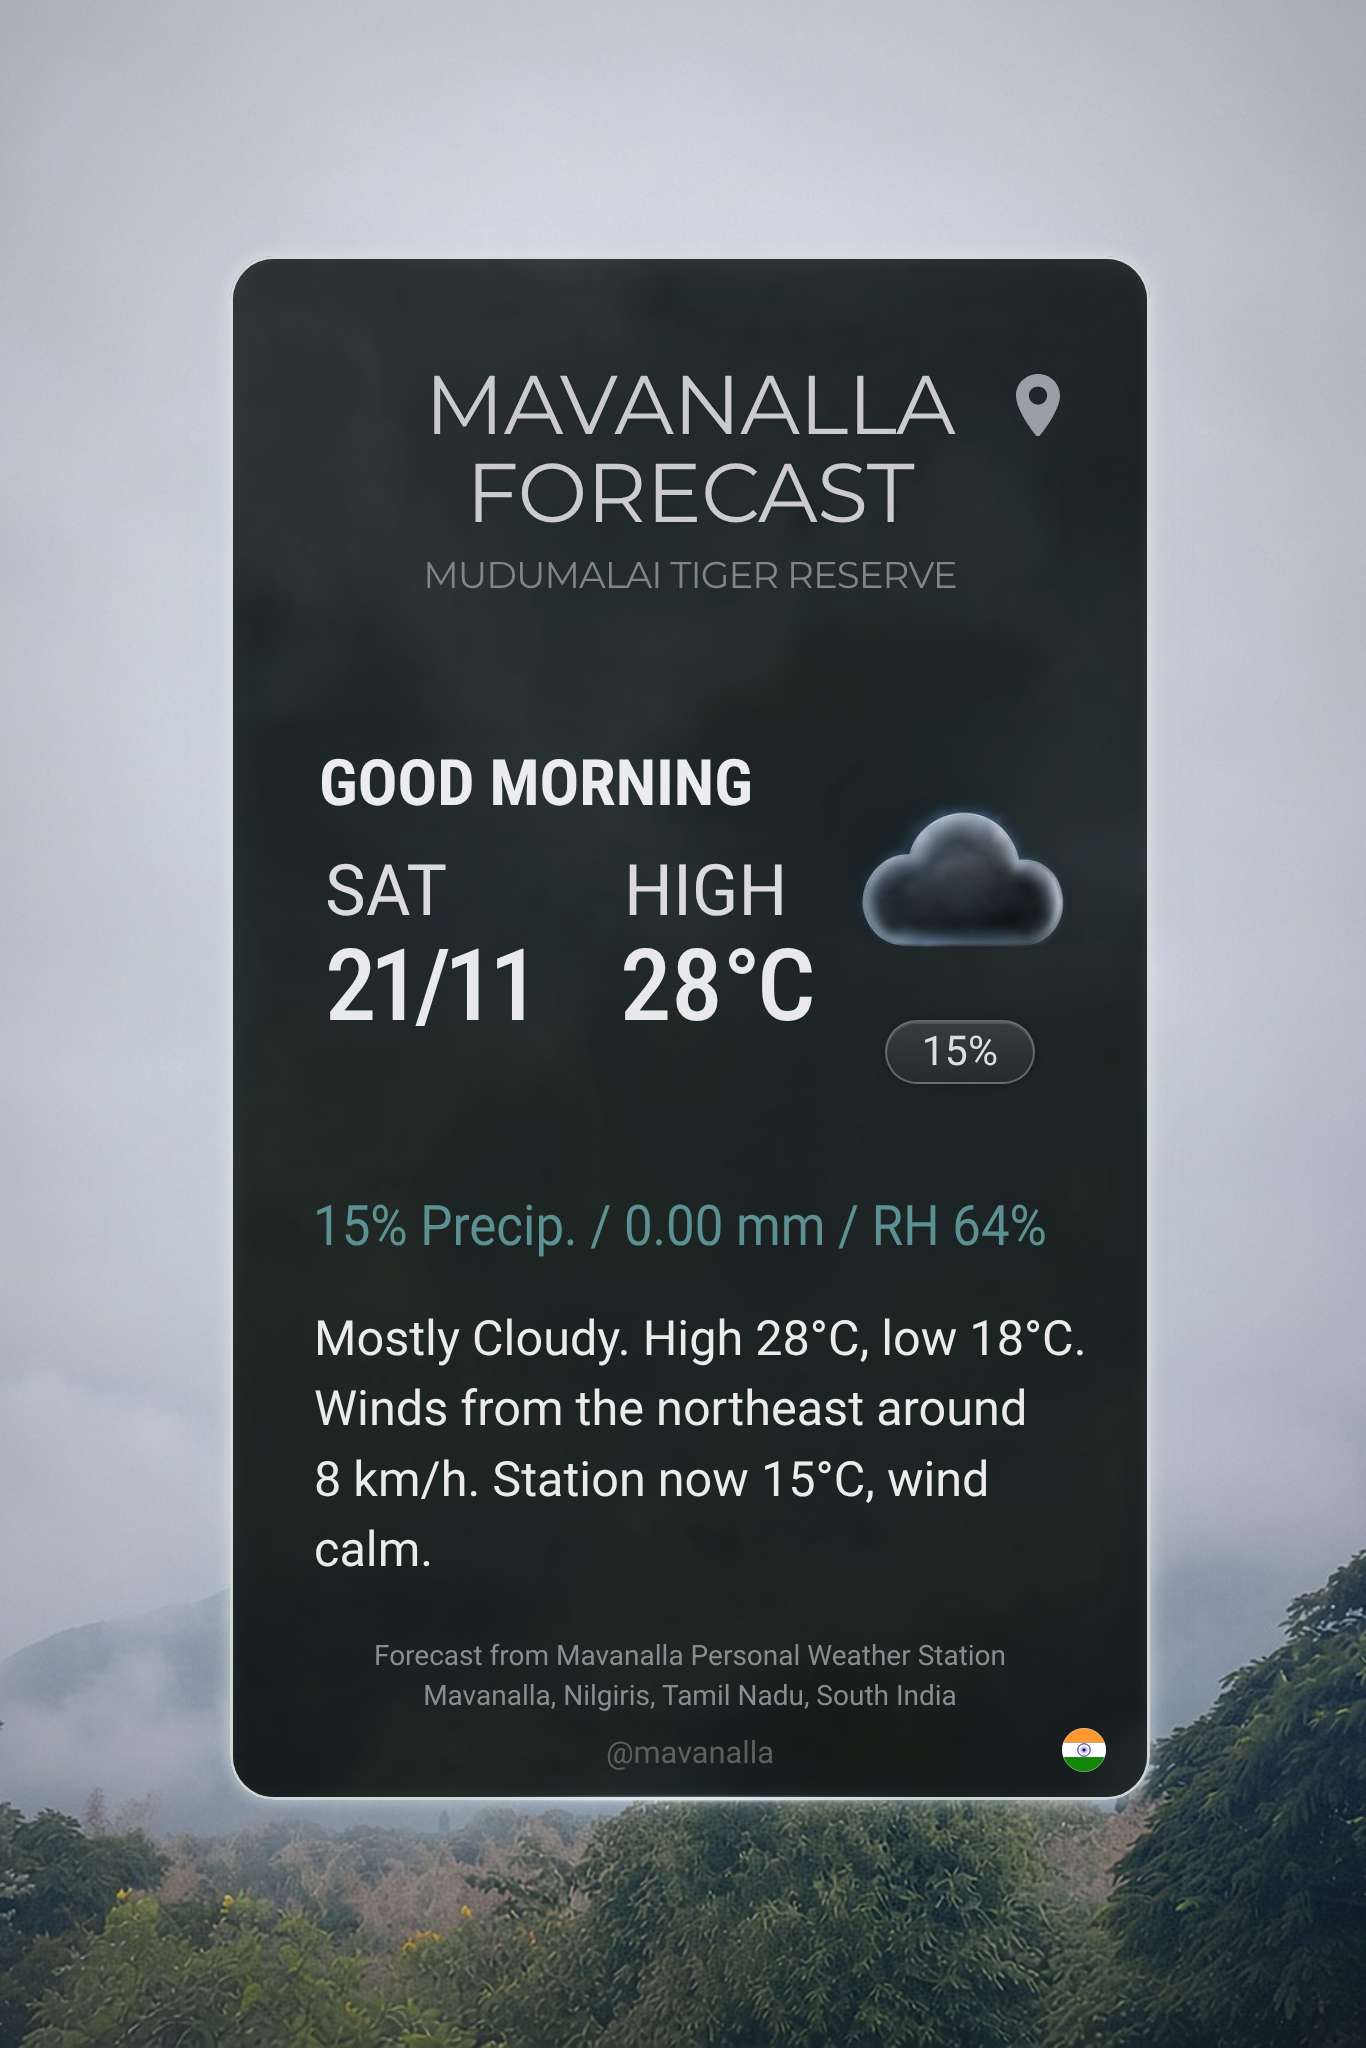 MAVANALLA
FORECAST
MUDUMALAI TIGER RESERVE
GOOD MORNING
SAT HIGH
21/11 28°C
15%
15% Precip. / 0.00 mm / RH 64%
Mostly Cloudy. High 28°C, low 18°C.
Winds from the northeast around
8 km/h. Station now 15°C, wind
calm.
Forecast from Mavanalla Personal Weather Station
Mavanalla, Nilgiris, Tamil Nadu, South India
@mavanalla